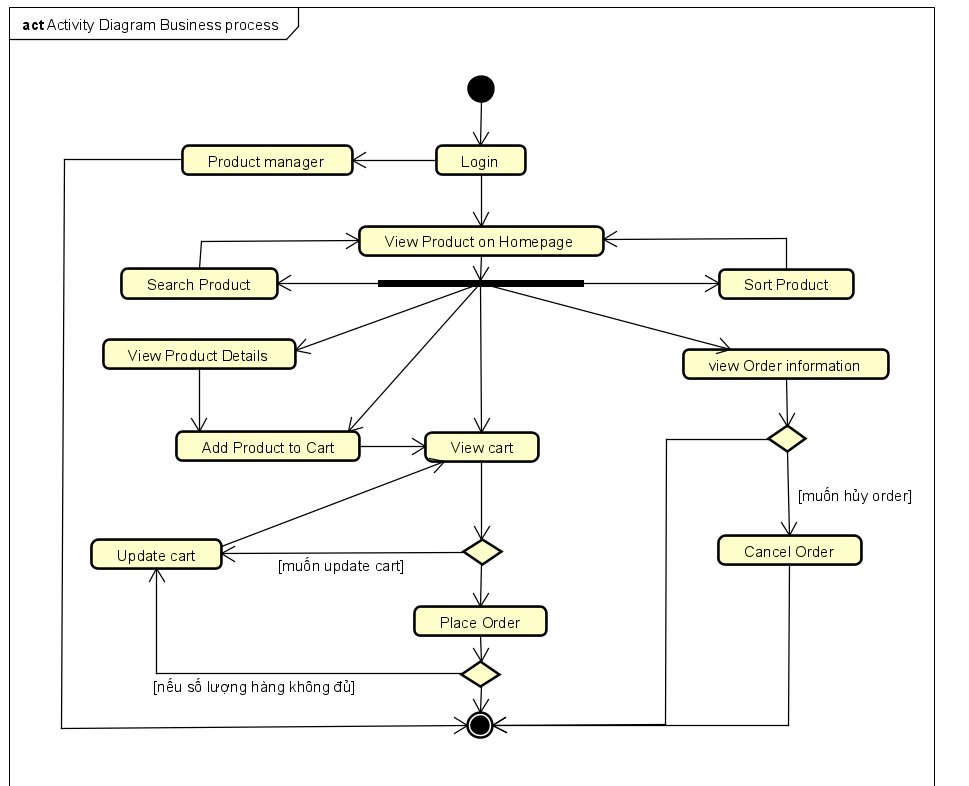 act Activity Diagram Business process
Product manager
Login
View Product on Homepage
Search Product
Sort Product
View Product Details
view Order information
Add Product to Cart
View cart
[muốn hủy order]
Update cart
[muốn update cart]
Cancel Order
Place Order
[nếu số lượng hàng không đủ]